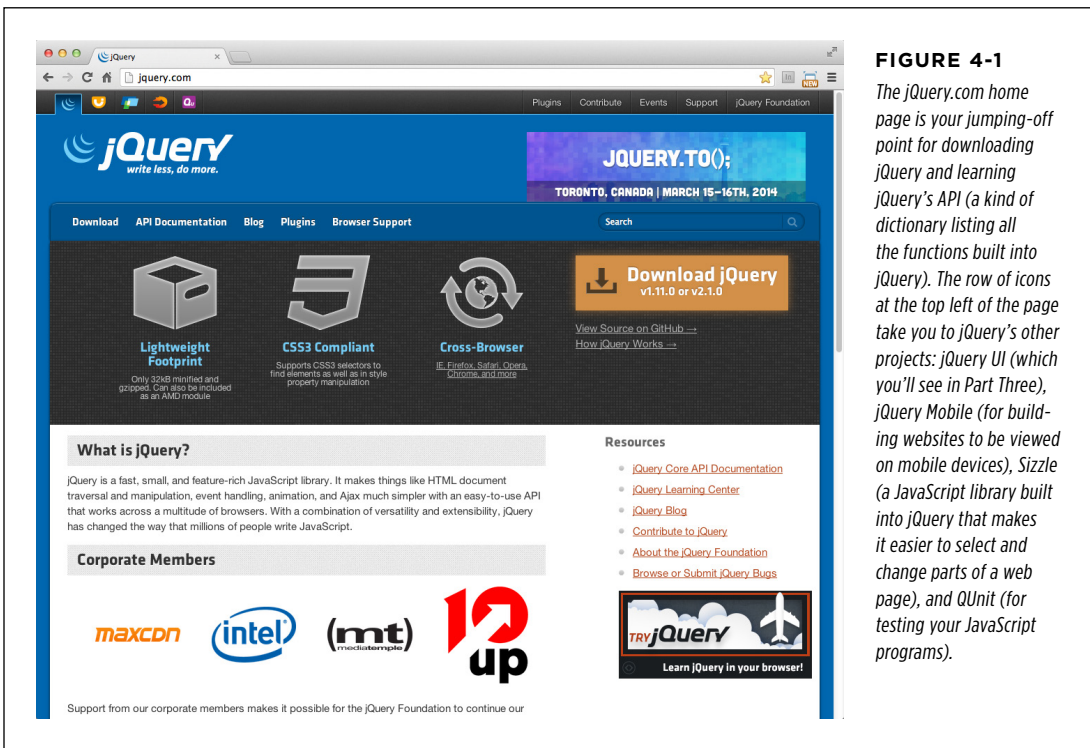 jQuery
jquery.com
NEW
Plugins Contribute Events Support jQuery Foundation
jQuery
write less, do more.
JQUERY.TO();
TORONTO, CANADA | MARCH 15–16TH, 2014
Download API Documentation Blog Plugins Browser Support
Search
Lightweight
Footprint
Only 32kB minified and
gzipped. Can also be included
as an AMD module
CSS3 Compliant
Supports CSS3 selectors to
find elements as well as in style
property manipulation
Cross-Browser
IE, Firefox, Safari, Opera,
Chrome, and more
Download jQuery
v1.11.0 or v2.1.0
View Source on GitHub →
How jQuery Works →
What is jQuery?
jQuery is a fast, small, and feature-rich JavaScript library. It makes things like HTML document
traversal and manipulation, event handling, animation, and Ajax much simpler with an easy-to-use API
that works across a multitude of browsers. With a combination of versatility and extensibility, jQuery
has changed the way that millions of people write JavaScript.
Corporate Members
maxcdn
intel
(mt)
mediatemple
10
up
Support from our corporate members makes it possible for the jQuery Foundation to continue our
Resources
jQuery Core API Documentation
jQuery Learning Center
jQuery Blog
Contribute to jQuery
About the jQuery Foundation
Browse or Submit jQuery Bugs
TRY jQuery
Learn jQuery in your browser!
FIGURE 4-1
The jQuery.com home
page is your jumping-off
point for downloading
jQuery and learning
jQuery’s API (a kind of
dictionary listing all
the functions built into
jQuery). The row of icons
at the top left of the page
take you to jQuery’s other
projects: jQuery UI (which
you’ll see in Part Three),
jQuery Mobile (for build-
ing websites to be viewed
on mobile devices), Sizzle
(a JavaScript library built
into jQuery that makes
it easier to select and
change parts of a web
page), and QUnit (for
testing your JavaScript
programs).